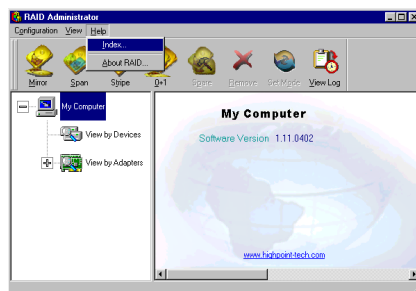 RAID Administrator
Configuration View Help
Index...
About RAID...
Mirror Span Stripe 0+1 Spare Remove Set Mode View Log
My Computer
View by Devices
View by Adapters
My Computer
Software Version 1.11.0402
www.highpoint-tech.com